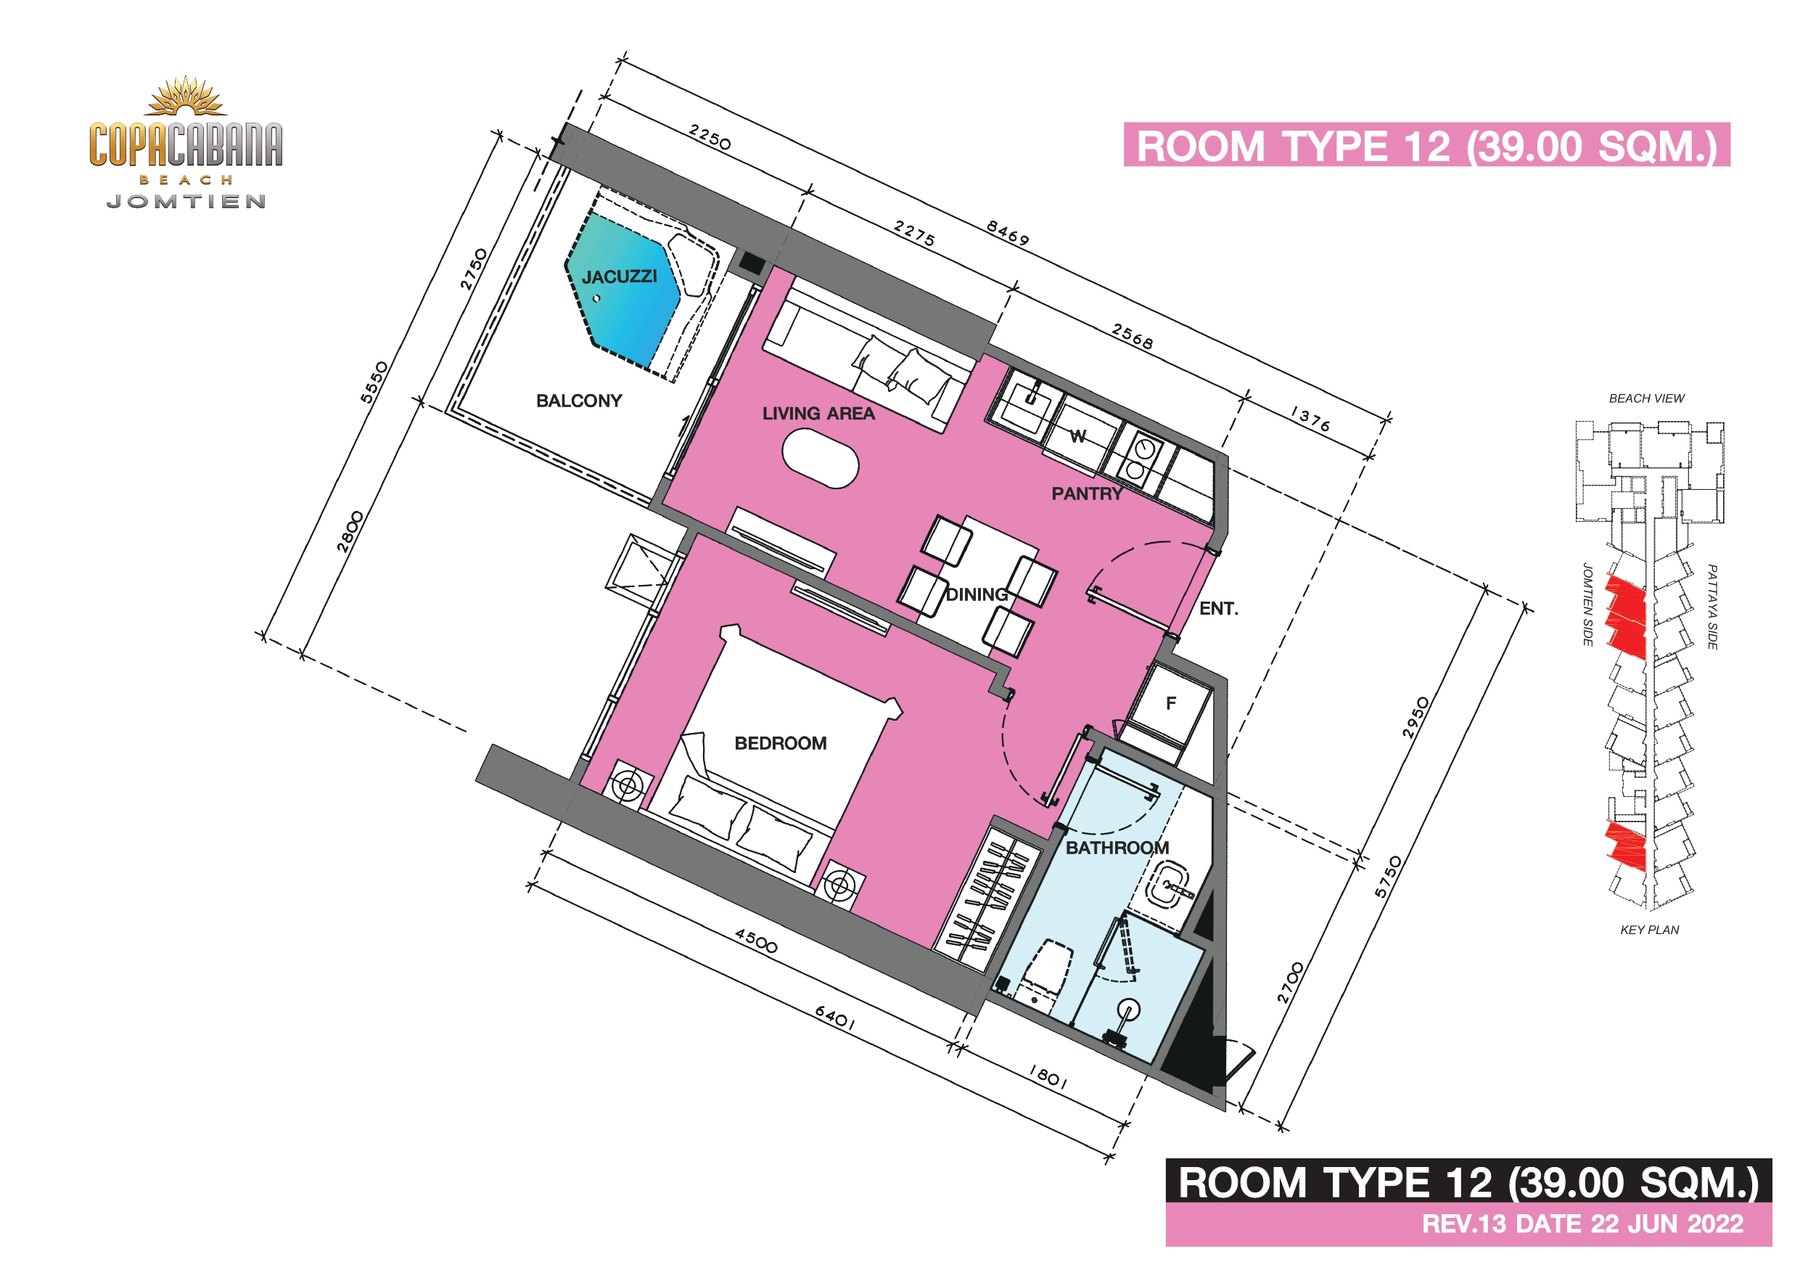 COPACABANA
BEACH
JOMTIEN
ROOM TYPE 12 (39.00 SQM.)
2250
8469
2275
2568
1376
2750
5550
2800
JACUZZI
BALCONY
LIVING AREA
W
PANTRY
DINING
ENT.
F
BEDROOM
BATHROOM
2950
5750
2700
4500
6401
1801
BEACH VIEW
JOMTIEN SIDE
PATTAYA SIDE
KEY PLAN
ROOM TYPE 12 (39.00 SQM.)
REV.13 DATE 22 JUN 2022